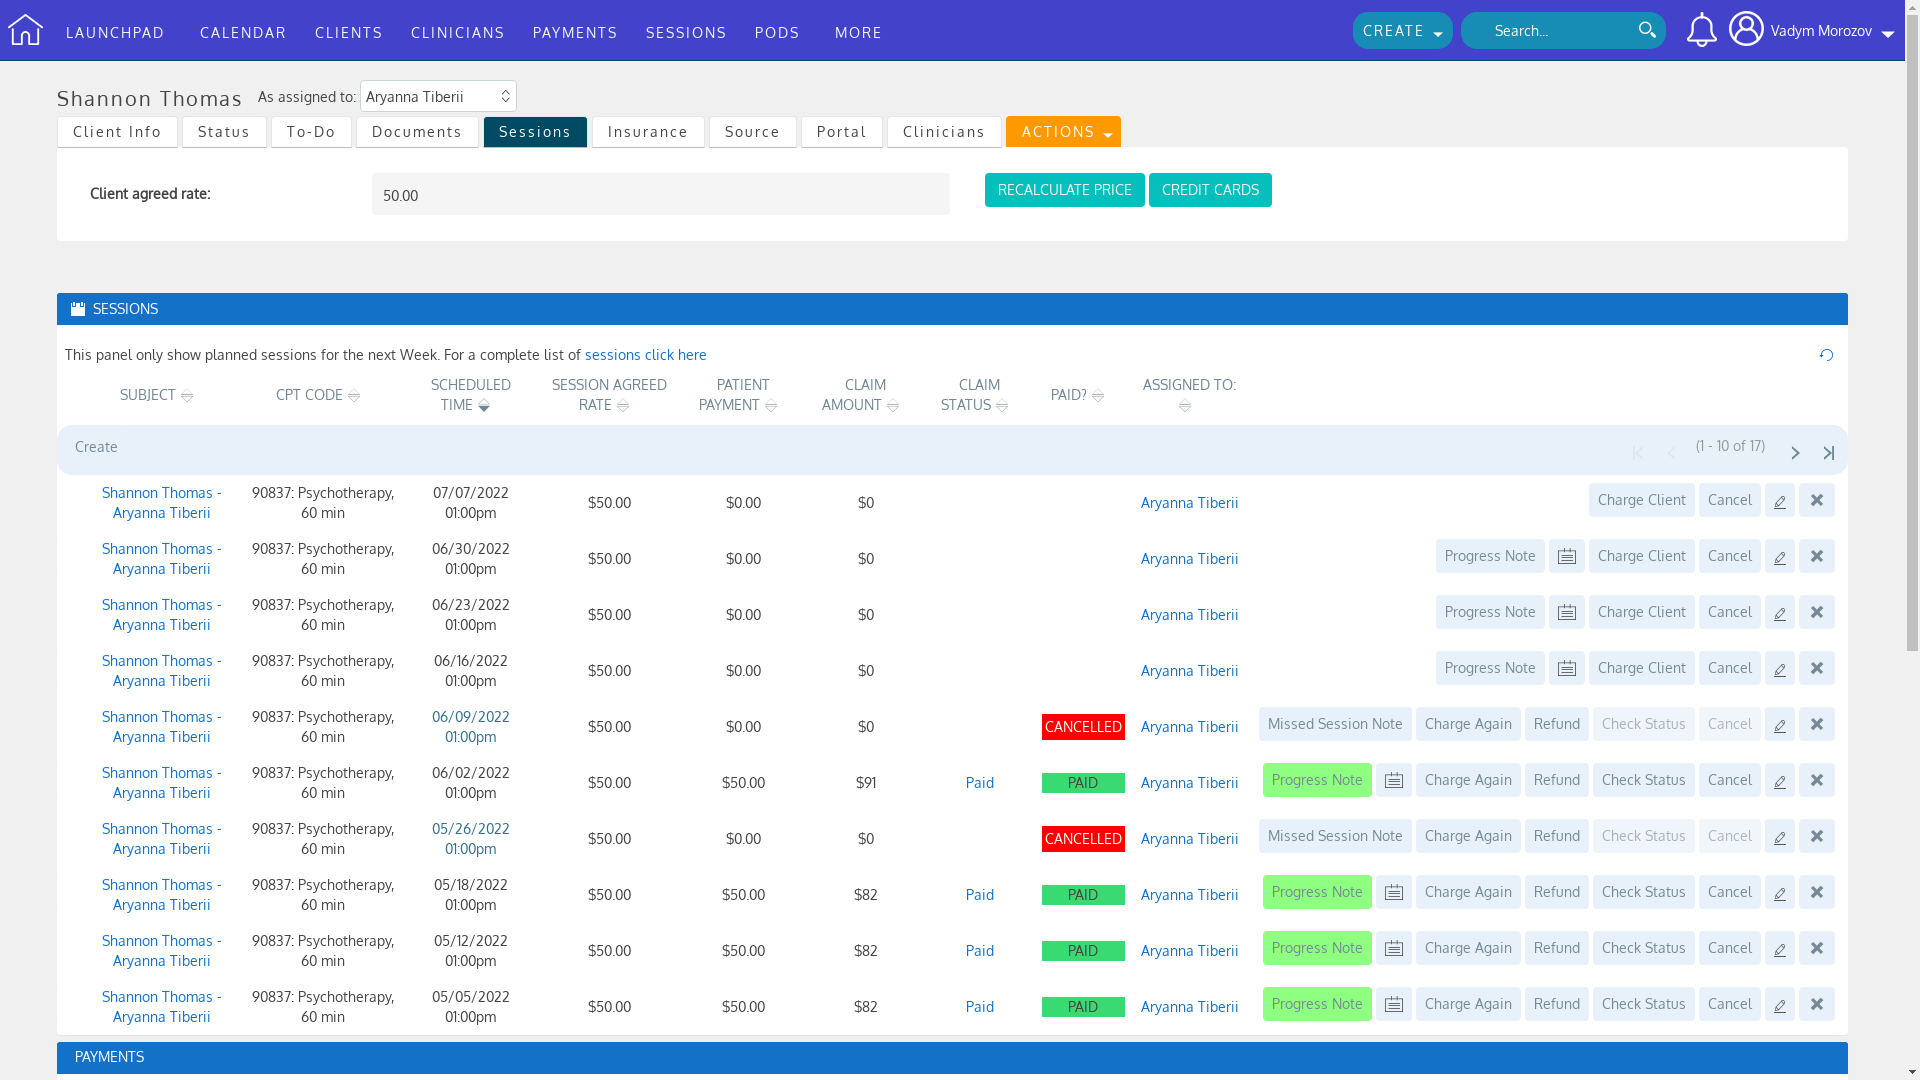 LAUNCHPAD CALENDAR CLIENTS CLINICIANS PAYMENTS SESSIONS PODS MORE CREATE Search... Vadym Morozov
Shannon Thomas As assigned to: Aryanna Tiberii
Client Info Status To-Do Documents Sessions Insurance Source Portal Clinicians ACTIONS
Client agreed rate: 50.00 RECALCULATE PRICE CREDIT CARDS
SESSIONS
This panel only show planned sessions for the next Week. For a complete list of sessions click here
SUBJECT CPT CODE SCHEDULED TIME SESSION AGREED RATE PATIENT PAYMENT CLAIM AMOUNT CLAIM STATUS PAID? ASSIGNED TO:
Create (1 - 10 of 17)
Shannon Thomas - Aryanna Tiberii 90837: Psychotherapy, 60 min 07/07/2022 01:00pm $50.00 $0.00 $0 Aryanna Tiberii Charge Client Cancel
Shannon Thomas - Aryanna Tiberii 90837: Psychotherapy, 60 min 06/30/2022 01:00pm $50.00 $0.00 $0 Aryanna Tiberii Progress Note Charge Client Cancel
Shannon Thomas - Aryanna Tiberii 90837: Psychotherapy, 60 min 06/23/2022 01:00pm $50.00 $0.00 $0 Aryanna Tiberii Progress Note Charge Client Cancel
Shannon Thomas - Aryanna Tiberii 90837: Psychotherapy, 60 min 06/16/2022 01:00pm $50.00 $0.00 $0 Aryanna Tiberii Progress Note Charge Client Cancel
Shannon Thomas - Aryanna Tiberii 90837: Psychotherapy, 60 min 06/09/2022 01:00pm $50.00 $0.00 $0 CANCELLED Aryanna Tiberii Missed Session Note Charge Again Refund Check Status Cancel
Shannon Thomas - Aryanna Tiberii 90837: Psychotherapy, 60 min 06/02/2022 01:00pm $50.00 $50.00 $91 Paid PAID Aryanna Tiberii Progress Note Charge Again Refund Check Status Cancel
Shannon Thomas - Aryanna Tiberii 90837: Psychotherapy, 60 min 05/26/2022 01:00pm $50.00 $0.00 $0 CANCELLED Aryanna Tiberii Missed Session Note Charge Again Refund Check Status Cancel
Shannon Thomas - Aryanna Tiberii 90837: Psychotherapy, 60 min 05/18/2022 01:00pm $50.00 $50.00 $82 Paid PAID Aryanna Tiberii Progress Note Charge Again Refund Check Status Cancel
Shannon Thomas - Aryanna Tiberii 90837: Psychotherapy, 60 min 05/12/2022 01:00pm $50.00 $50.00 $82 Paid PAID Aryanna Tiberii Progress Note Charge Again Refund Check Status Cancel
Shannon Thomas - Aryanna Tiberii 90837: Psychotherapy, 60 min 05/05/2022 01:00pm $50.00 $50.00 $82 Paid PAID Aryanna Tiberii Progress Note Charge Again Refund Check Status Cancel
PAYMENTS